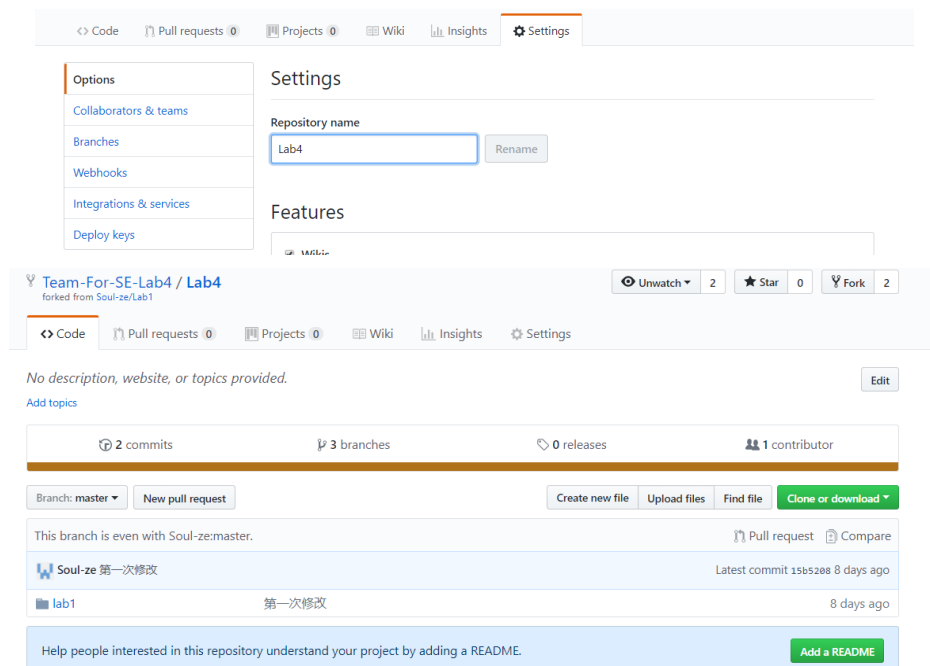 Code Pull requests 0 Projects 0 Wiki Insights Settings
Options
Settings
Collaborators & teams
Repository name
Branches
Lab4 Rename
Webhooks
Integrations & services
Features
Deploy keys
Wikis
Team-For-SE-Lab4 / Lab4 Unwatch 2 Star 0 Fork 2
forked from Soul-ze/Lab1
Code Pull requests 0 Projects 0 Wiki Insights Settings
No description, website, or topics provided. Edit
Add topics
2 commits 3 branches 0 releases 1 contributor
Branch: master New pull request Create new file Upload files Find file Clone or download
This branch is even with Soul-ze:master. Pull request Compare
Soul-ze 第一次修改 Latest commit 15b5208 8 days ago
lab1 第一次修改 8 days ago
Help people interested in this repository understand your project by adding a README. Add a README